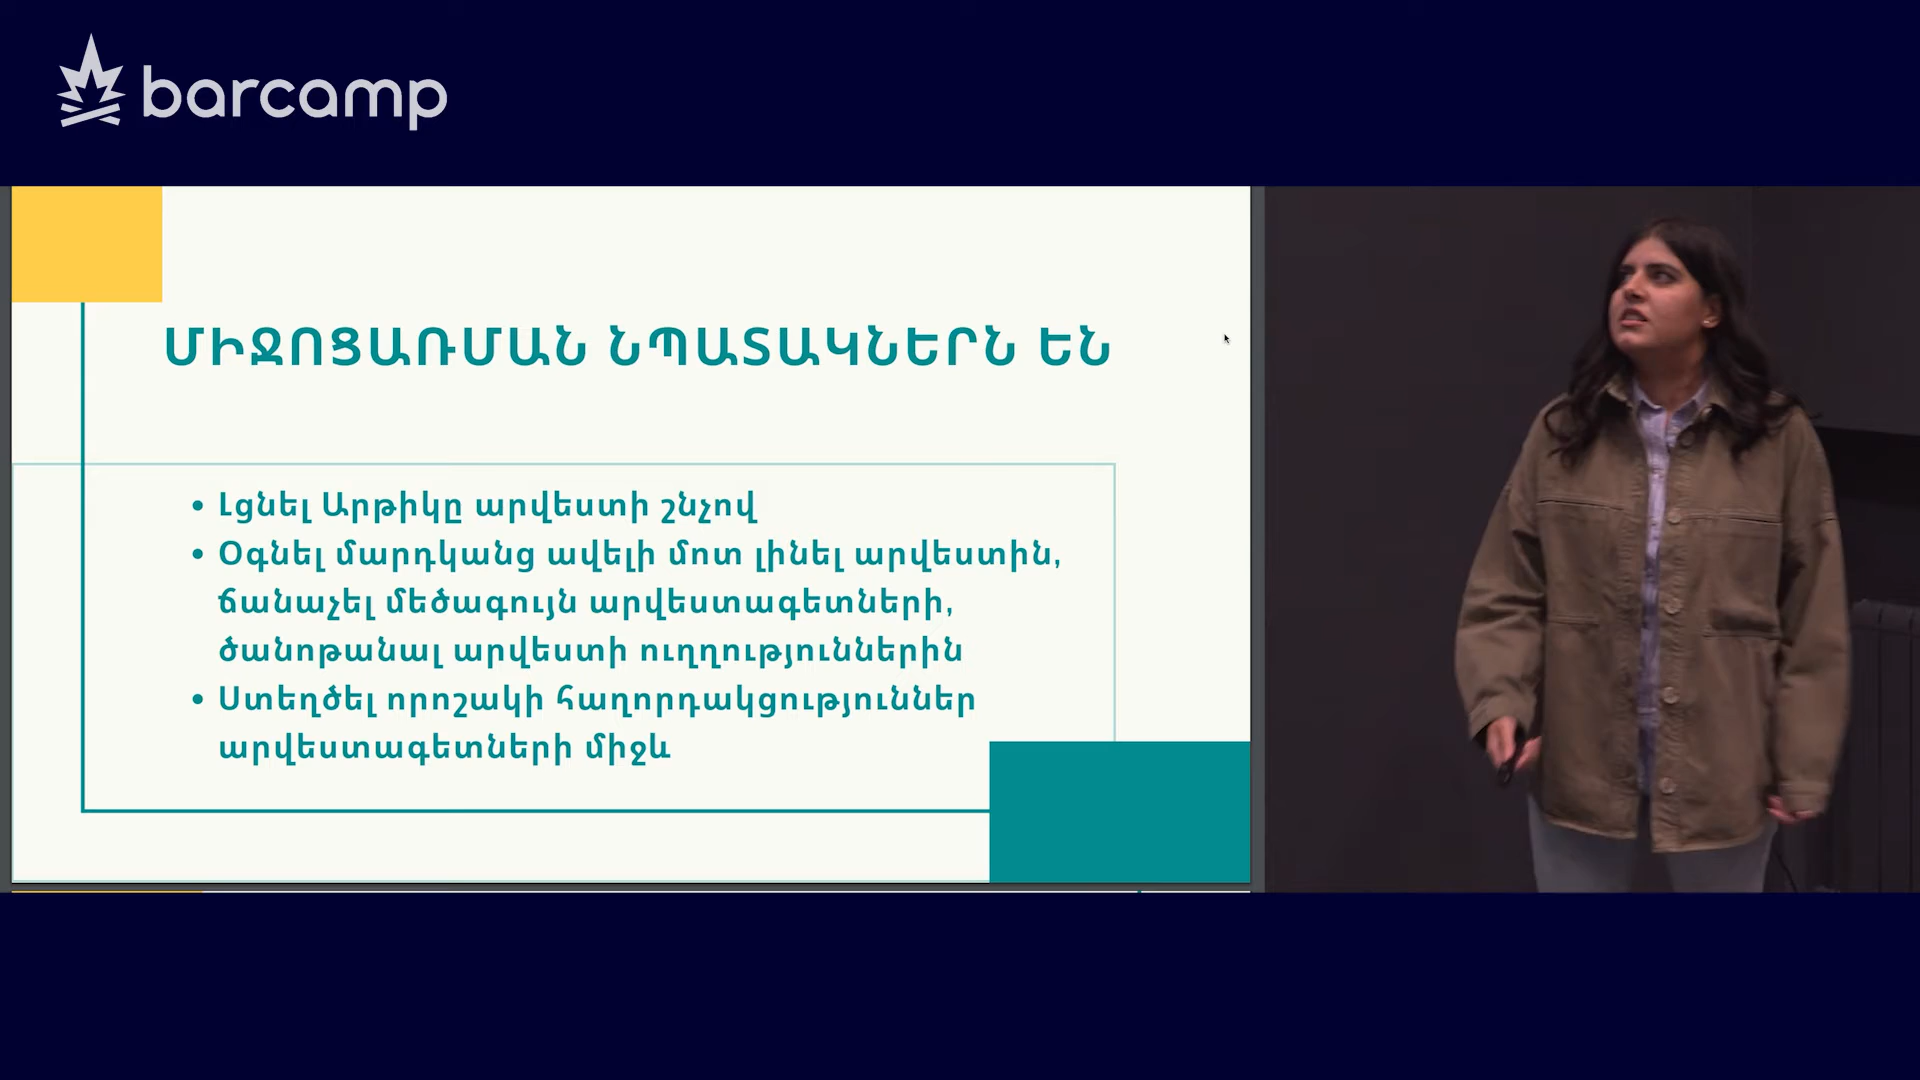 barcamp
ՄԻՋՈՑԱՌՄԱՆ ՆՊԱՏԱԿՆԵՐՆ ԵՆ
• Լցնել Արթիկը արվեստի շնչով
• Օգնել մարդկանց ավելի մոտ լինել արվեստին,
ճանաչել մեծագույն արվեստագետների,
ծանոթանալ արվեստի ուղղություններին
• Ստեղծել որոշակի հաղորդակցություններ
արվեստագետների միջև